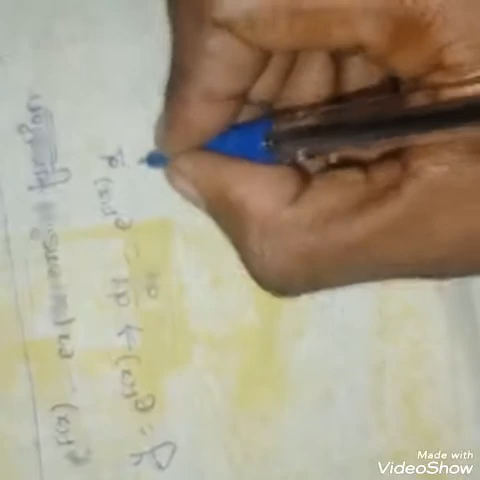 e^f(x) - exponential function
y = e^f(x) → dy/dx = e^f(x) d
Made with
VideoShow